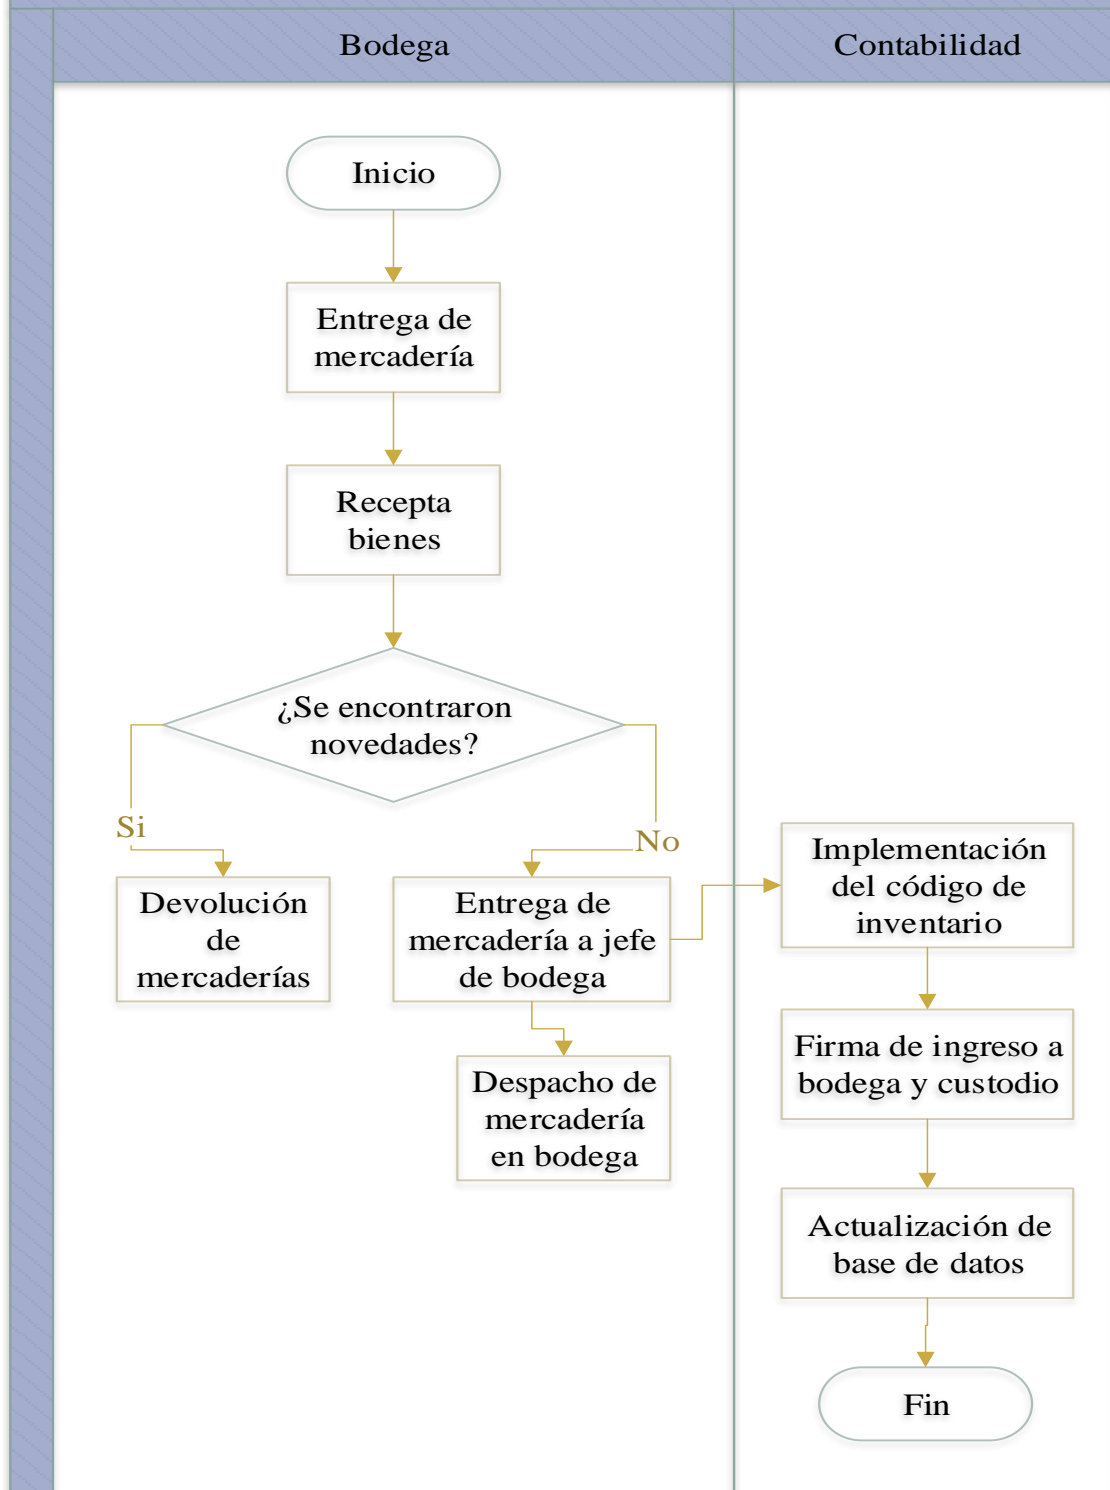 Bodega
Contabilidad
Inicio
Entrega de
mercadería
Recepta
bienes
¿Se encontraron
novedades?
Si
No
Devolución
de
mercaderías
Entrega de
mercadería a jefe
de bodega
Despacho de
mercadería
en bodega
Implementación
del código de
inventario
Firma de ingreso a
bodega y custodio
Actualización de
base de datos
Fin